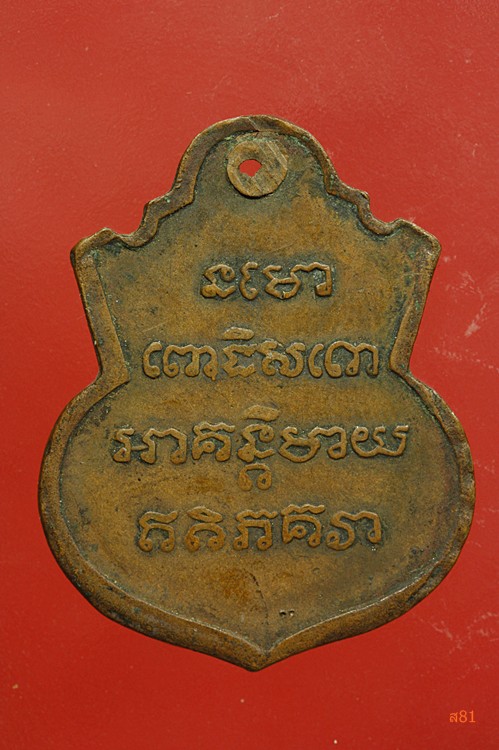 នមោ
ពោធិសតោ
អាគន្តិមាយ
ឥតិភគវា
ส81